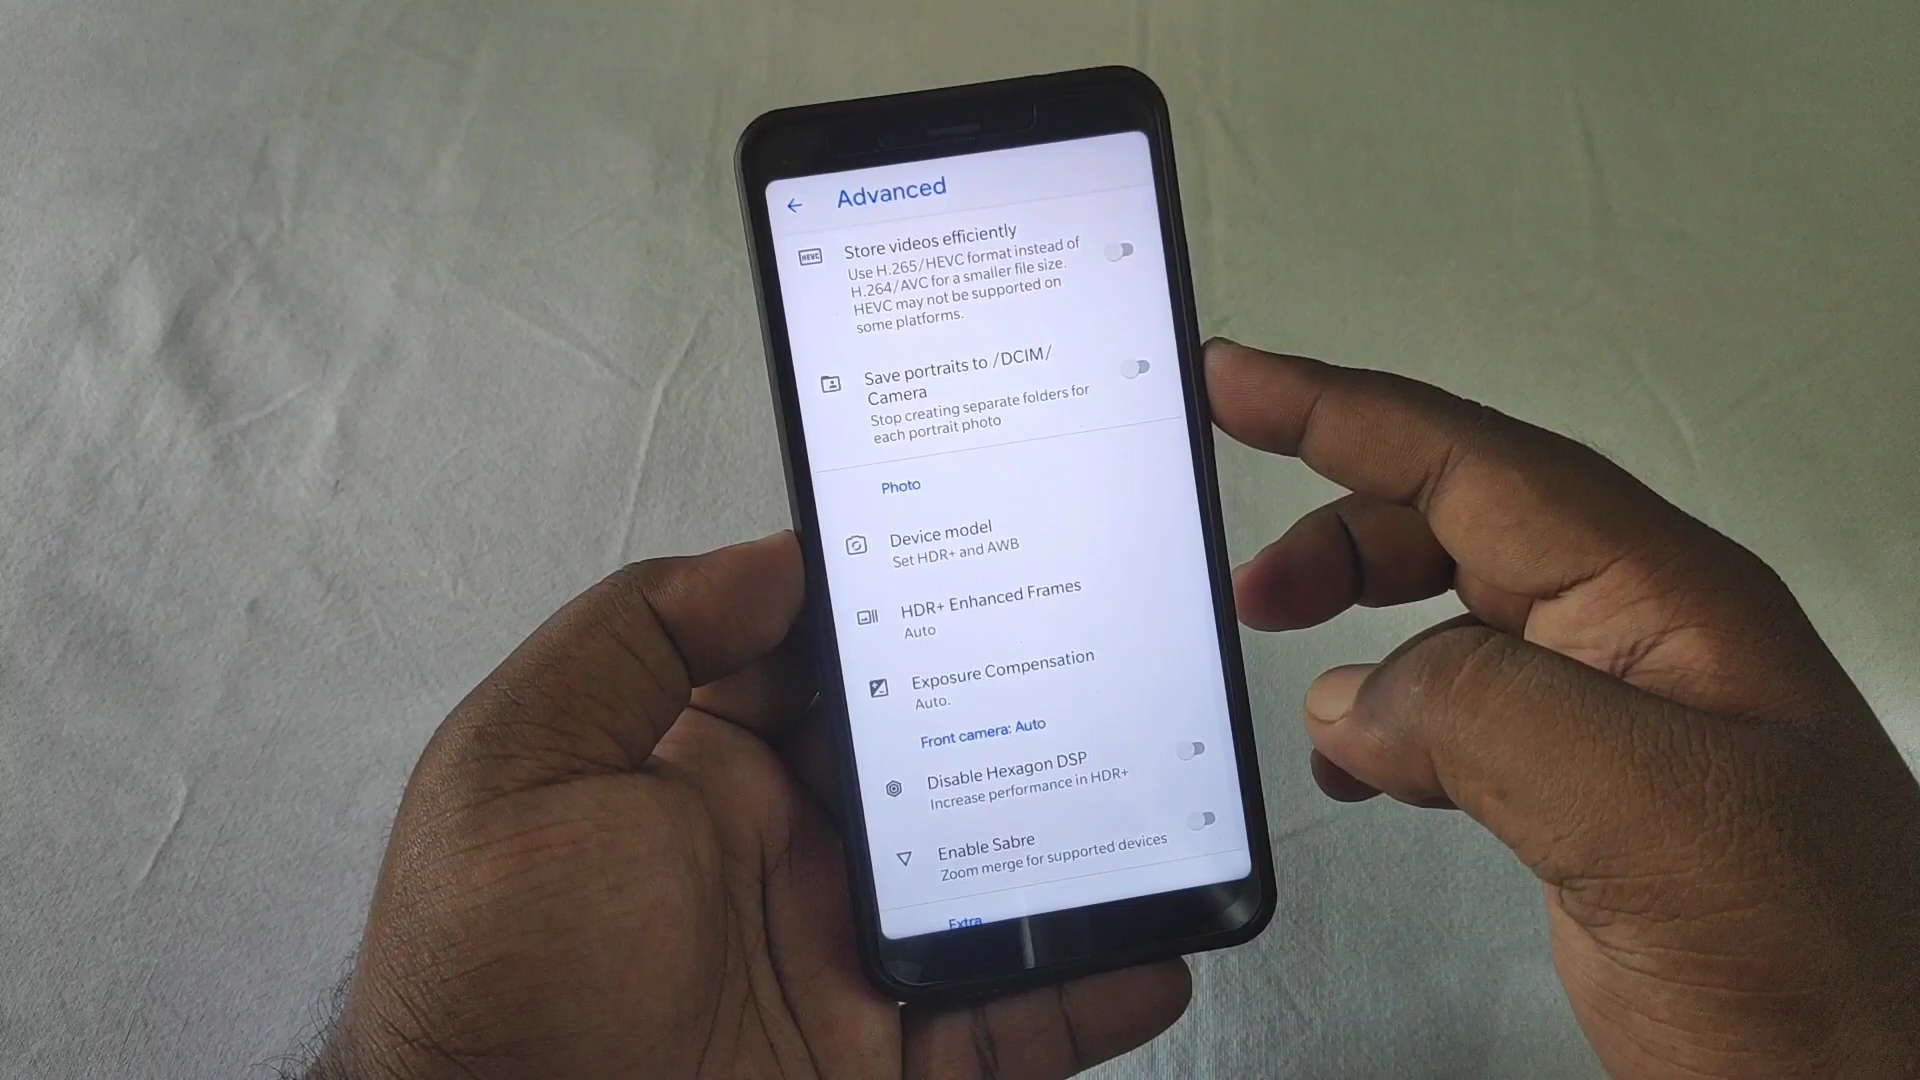 Advanced
HEVC
Store videos efficiently
Use H.265/HEVC format instead of
H.264/AVC for a smaller file size.
HEVC may not be supported on
some platforms.
Save portraits to /DCIM/
Camera
Stop creating separate folders for
each portrait photo
Photo
Device model
Set HDR+ and AWB
HDR+ Enhanced Frames
Auto
Exposure Compensation
Auto.
Front camera: Auto
Disable Hexagon DSP
Increase performance in HDR+
Enable Sabre
Zoom merge for supported devices
Extra